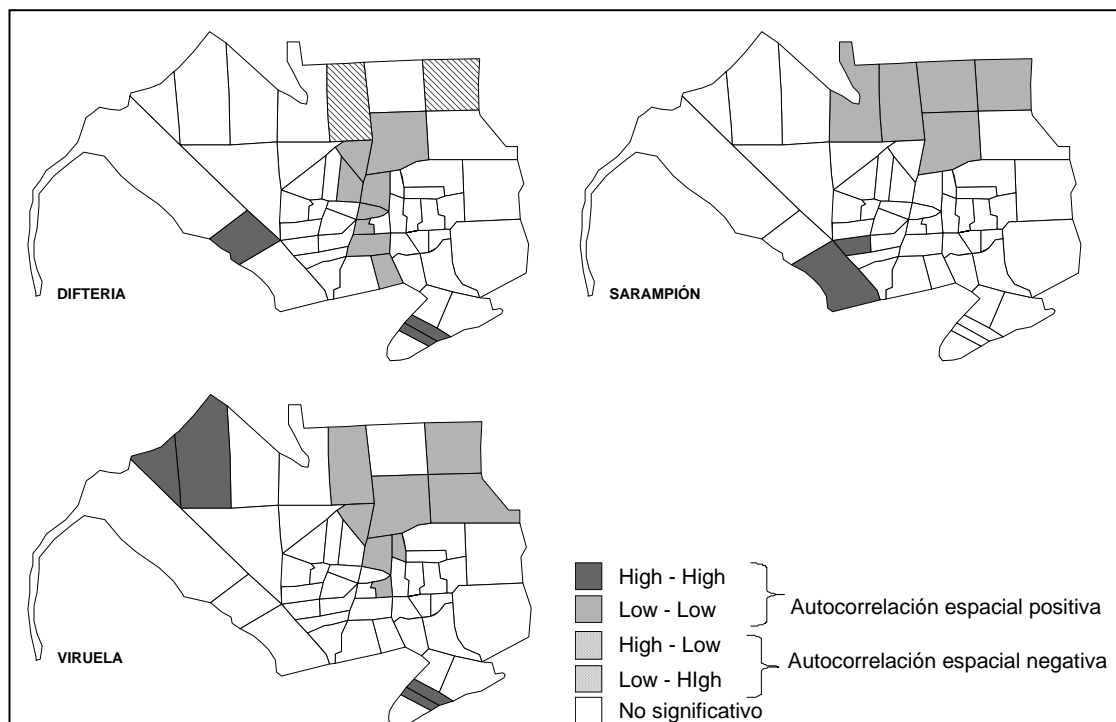 DIFTERIA
SARAMPIÓN
VIRUELA
High - High
Low - Low
Autocorrelación espacial positiva
High - Low
Low - HIgh
Autocorrelación espacial negativa
No significativo